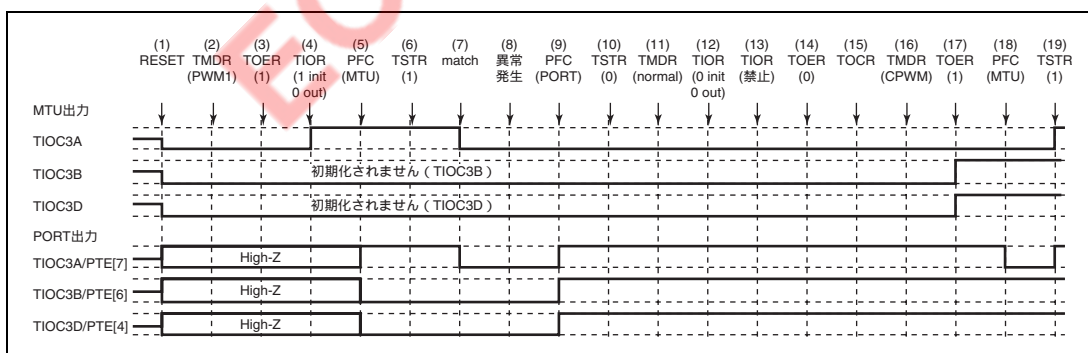 EO
(1) (2) (3) (4) (5) (6) (7) (8) (9) (10) (11) (12) (13) (14) (15) (16) (17) (18) (19)
RESET TMDR TOER TIOR PFC TSTR match 異常 PFC TSTR TMDR TIOR TIOR TOER TOCR TMDR TOER PFC TSTR
(PWM1) (1) (1 init (MTU) (1) 発生 (PORT) (0) (normal) (0 init (禁止) (0) (CPWM) (1) (MTU) (1)
0 out) 0 out)
MTU出力
TIOC3A
TIOC3B 初期化されません（TIOC3B）
TIOC3D 初期化されません（TIOC3D）
PORT出力
TIOC3A/PTE[7] High-Z
TIOC3B/PTE[6] High-Z
TIOC3D/PTE[4] High-Z